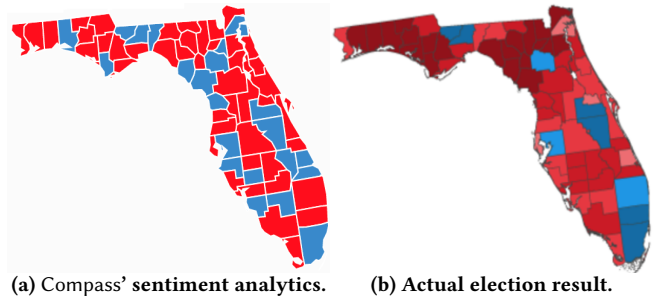 (a) Compass’ sentiment analytics. (b) Actual election result.